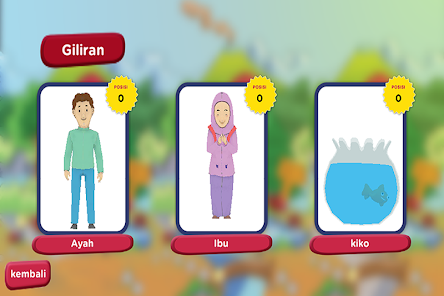 Giliran
POSISI
0
POSISI
0
POSISI
0
Ayah
Ibu
kiko
kembali